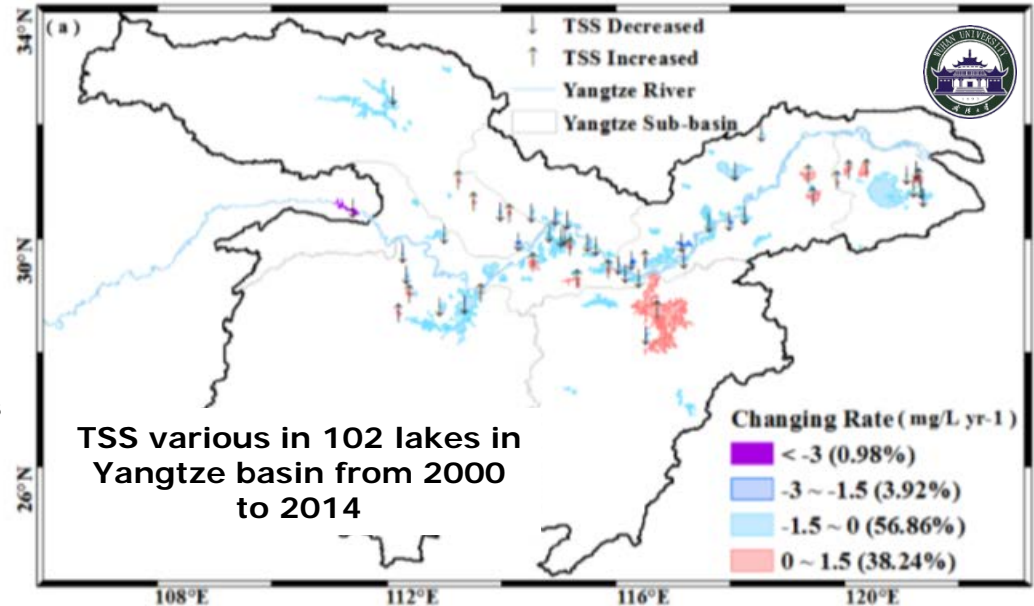 (a)
TSS Decreased
TSS Increased
Yangtze River
Yangtze Sub-basin
WUHAN UNIVERSITY
34°N
30°N
26°N
TSS various in 102 lakes in
Yangtze basin from 2000
to 2014
Changing Rate ( mg/L yr-1 )
< -3 (0.98%)
-3 ~ -1.5 (3.92%)
-1.5 ~ 0 (56.86%)
0 ~ 1.5 (38.24%)
108°E 112°E 116°E 120°E